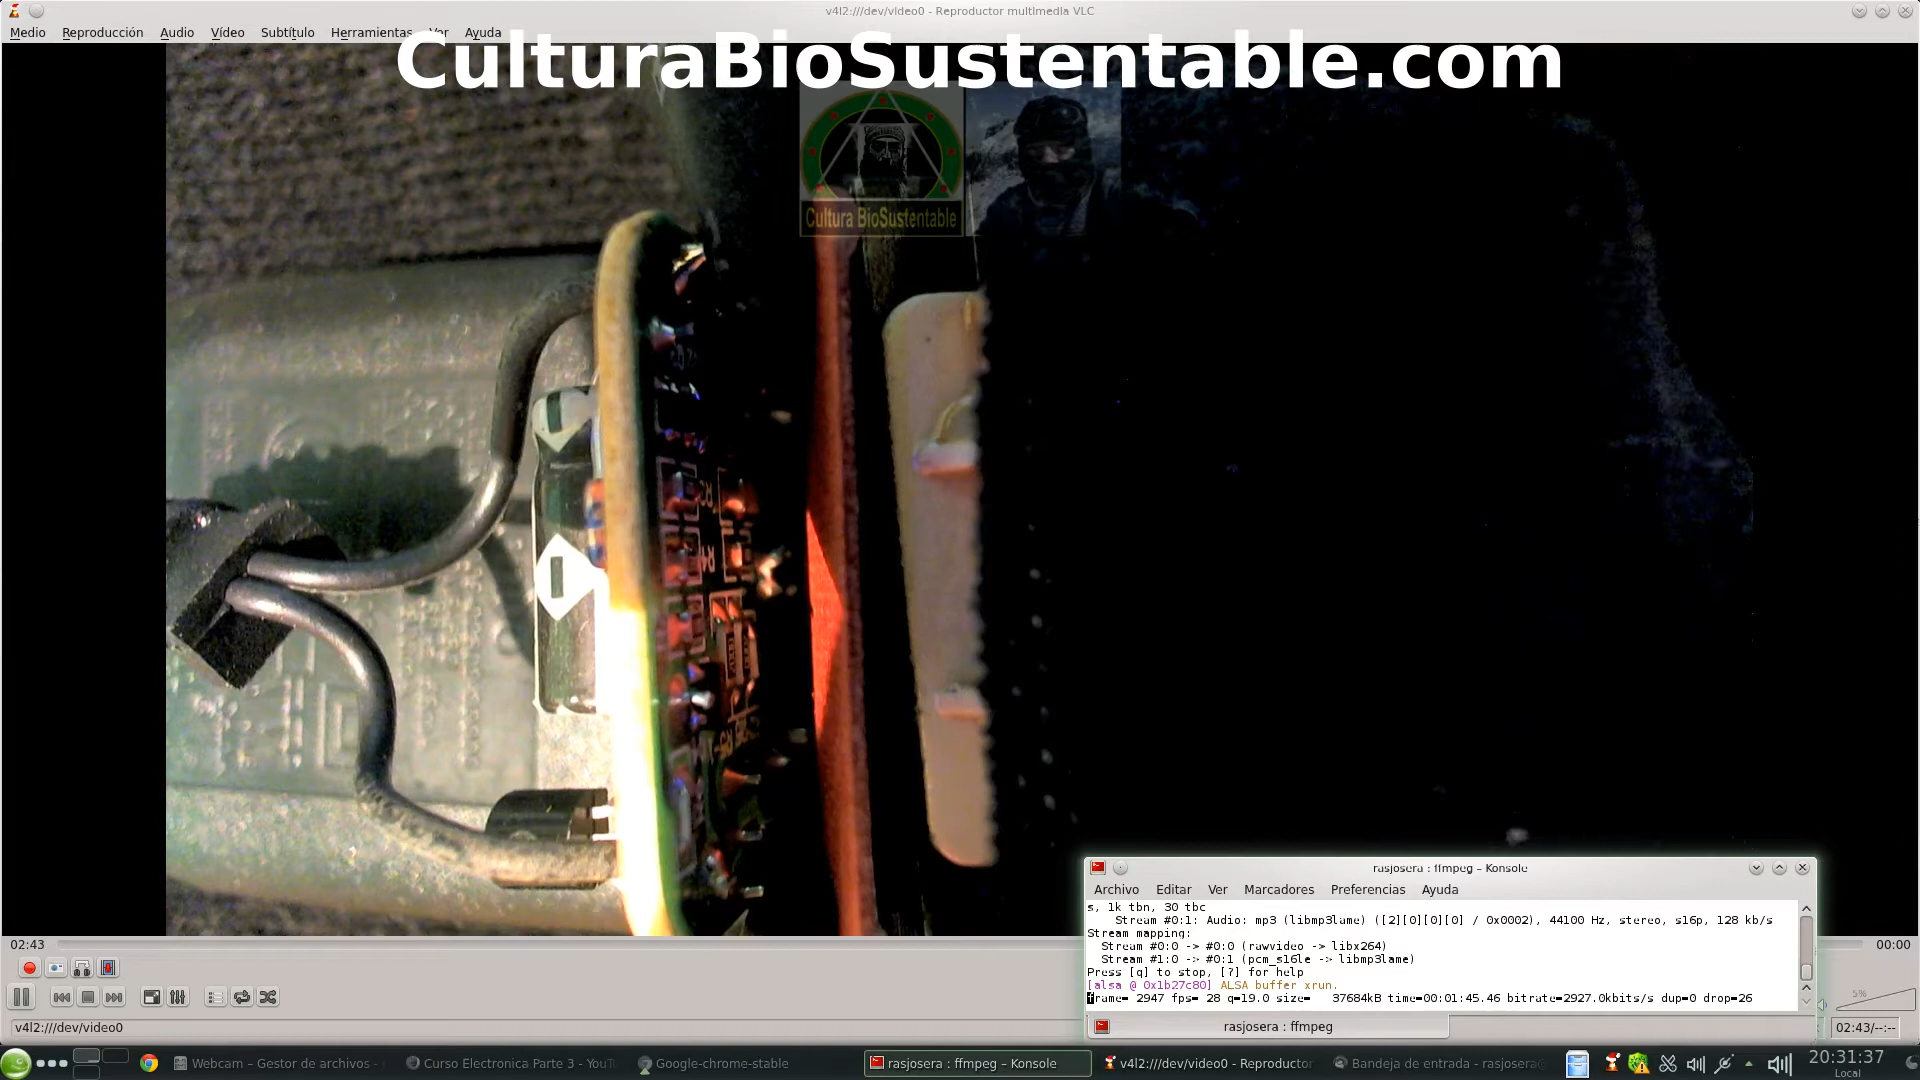 v4l2:///dev/video0 - Reproductor multimedia VLC
Medio Reproducción Audio Vídeo Subtítulo Herramientas Ver Ayuda
CulturaBioSustentable.com
Cultura BioSustentable
rasjosera : ffmpeg – Konsole
Archivo Editar Ver Marcadores Preferencias Ayuda
s, 1k tbn, 30 tbc
Stream #0:1: Audio: mp3 (libmp3lame) ([2][0][0][0] / 0x0002), 44100 Hz, stereo, s16p, 128 kb/s
Stream mapping:
Stream #0:0 -> #0:0 (rawvideo -> libx264)
Stream #1:0 -> #0:1 (pcm_s16le -> libmp3lame)
Press [q] to stop, [?] for help
[alsa @ 0x1b27c80] ALSA buffer xrun.
frame= 2947 fps= 28 q=19.0 size= 37684kB time=00:01:45.46 bitrate=2927.0kbits/s dup=0 drop=26
rasjosera : ffmpeg
02:43 00:00
5%
v4l2:///dev/video0 02:43/--:--
Webcam – Gestor de archivos - Curso Electronica Parte 3 - YouTu Google-chrome-stable rasjosera : ffmpeg – Konsole v4l2:///dev/video0 - Reproductor Bandeja de entrada - rasjosera@ 20:31:37
Local